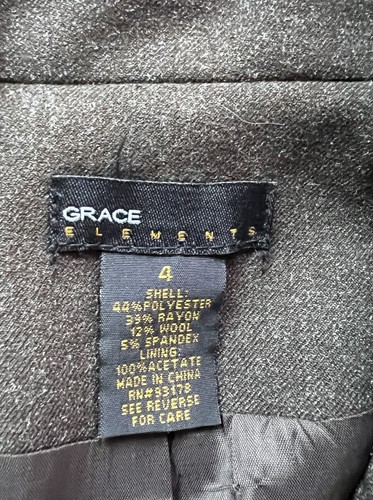 GRACE
ELEMENTS
4
SHELL:
44%POLYESTER
39% RAYON
12% WOOL
5% SPANDEX
LINING:
100%ACETATE
MADE IN CHINA
RN#93178
SEE REVERSE
FOR CARE